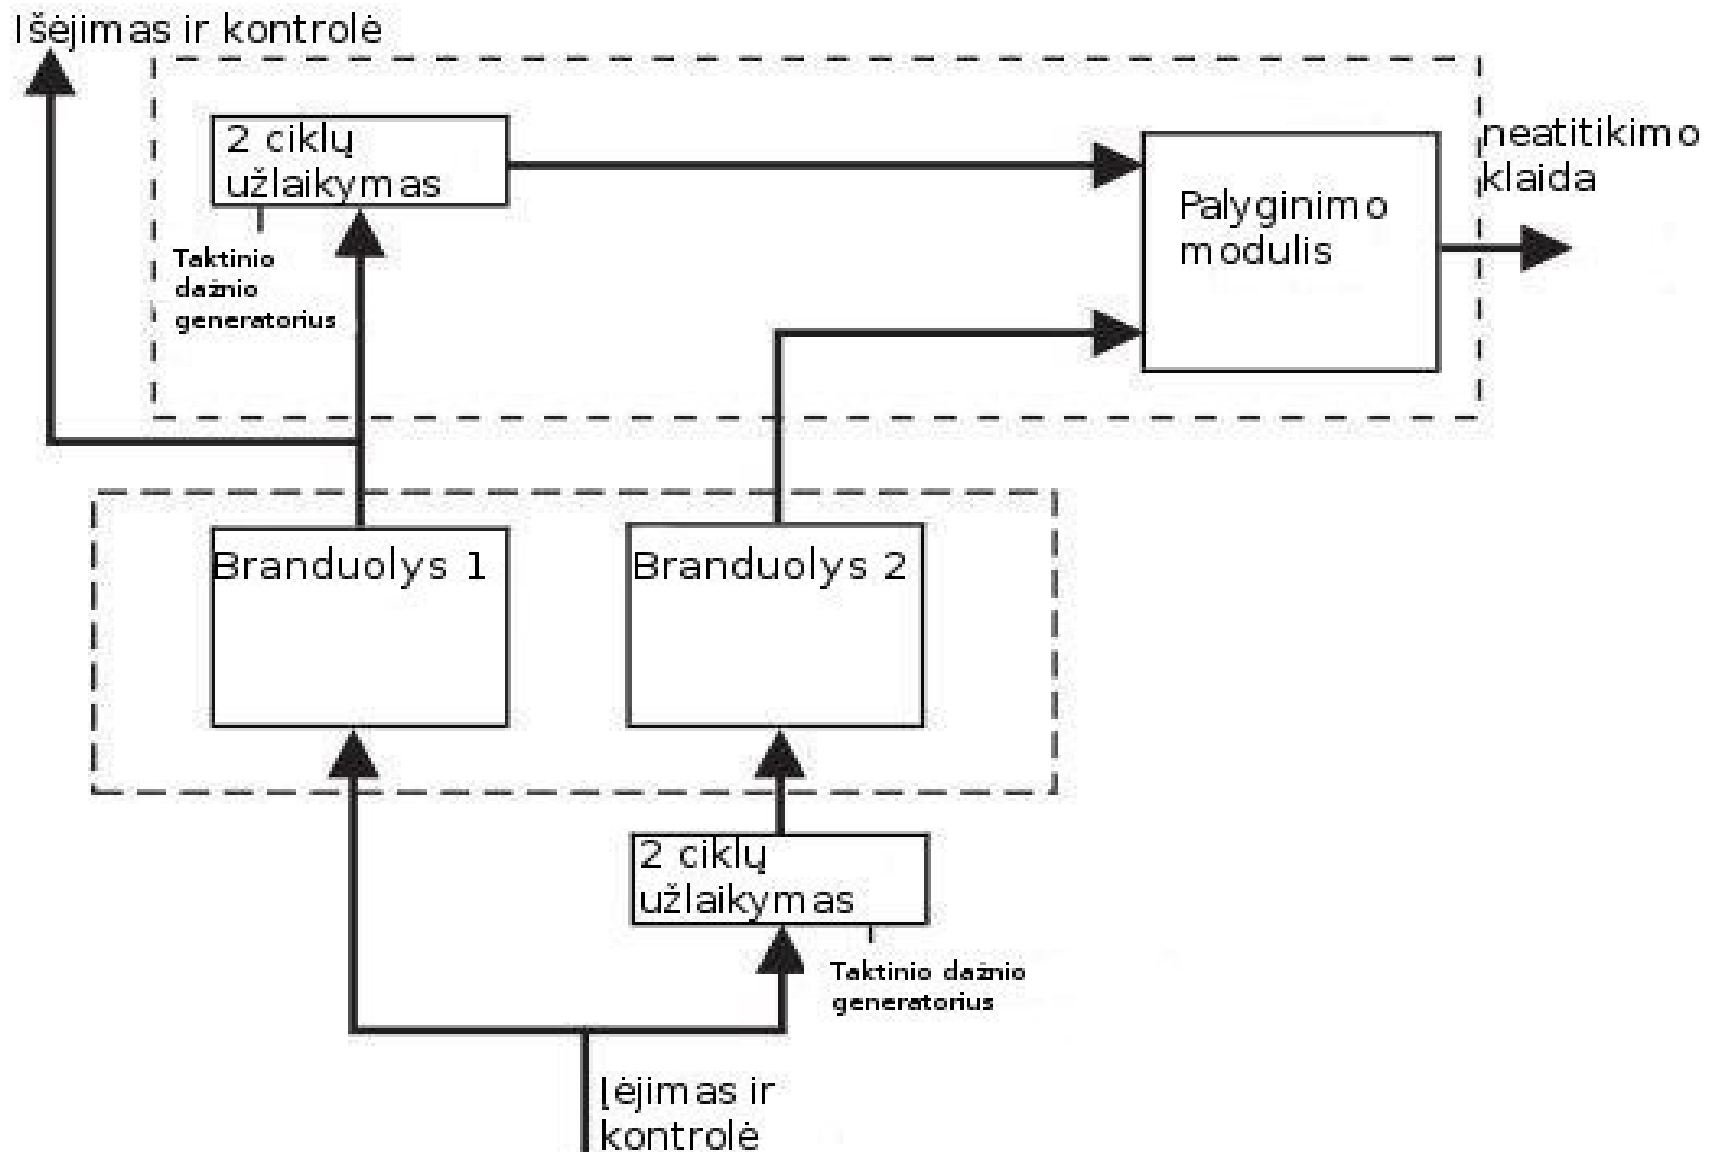 Išėjimas ir kontrolė
2 ciklų
užlaikymas
Taktinio
dažnio
generatorius
Palyginimo
modulis
neatitikimo
klaida
Branduolys 1
Branduolys 2
2 ciklų
užlaikymas
Taktinio dažnio
generatorius
Įėjimas ir
kontrolė